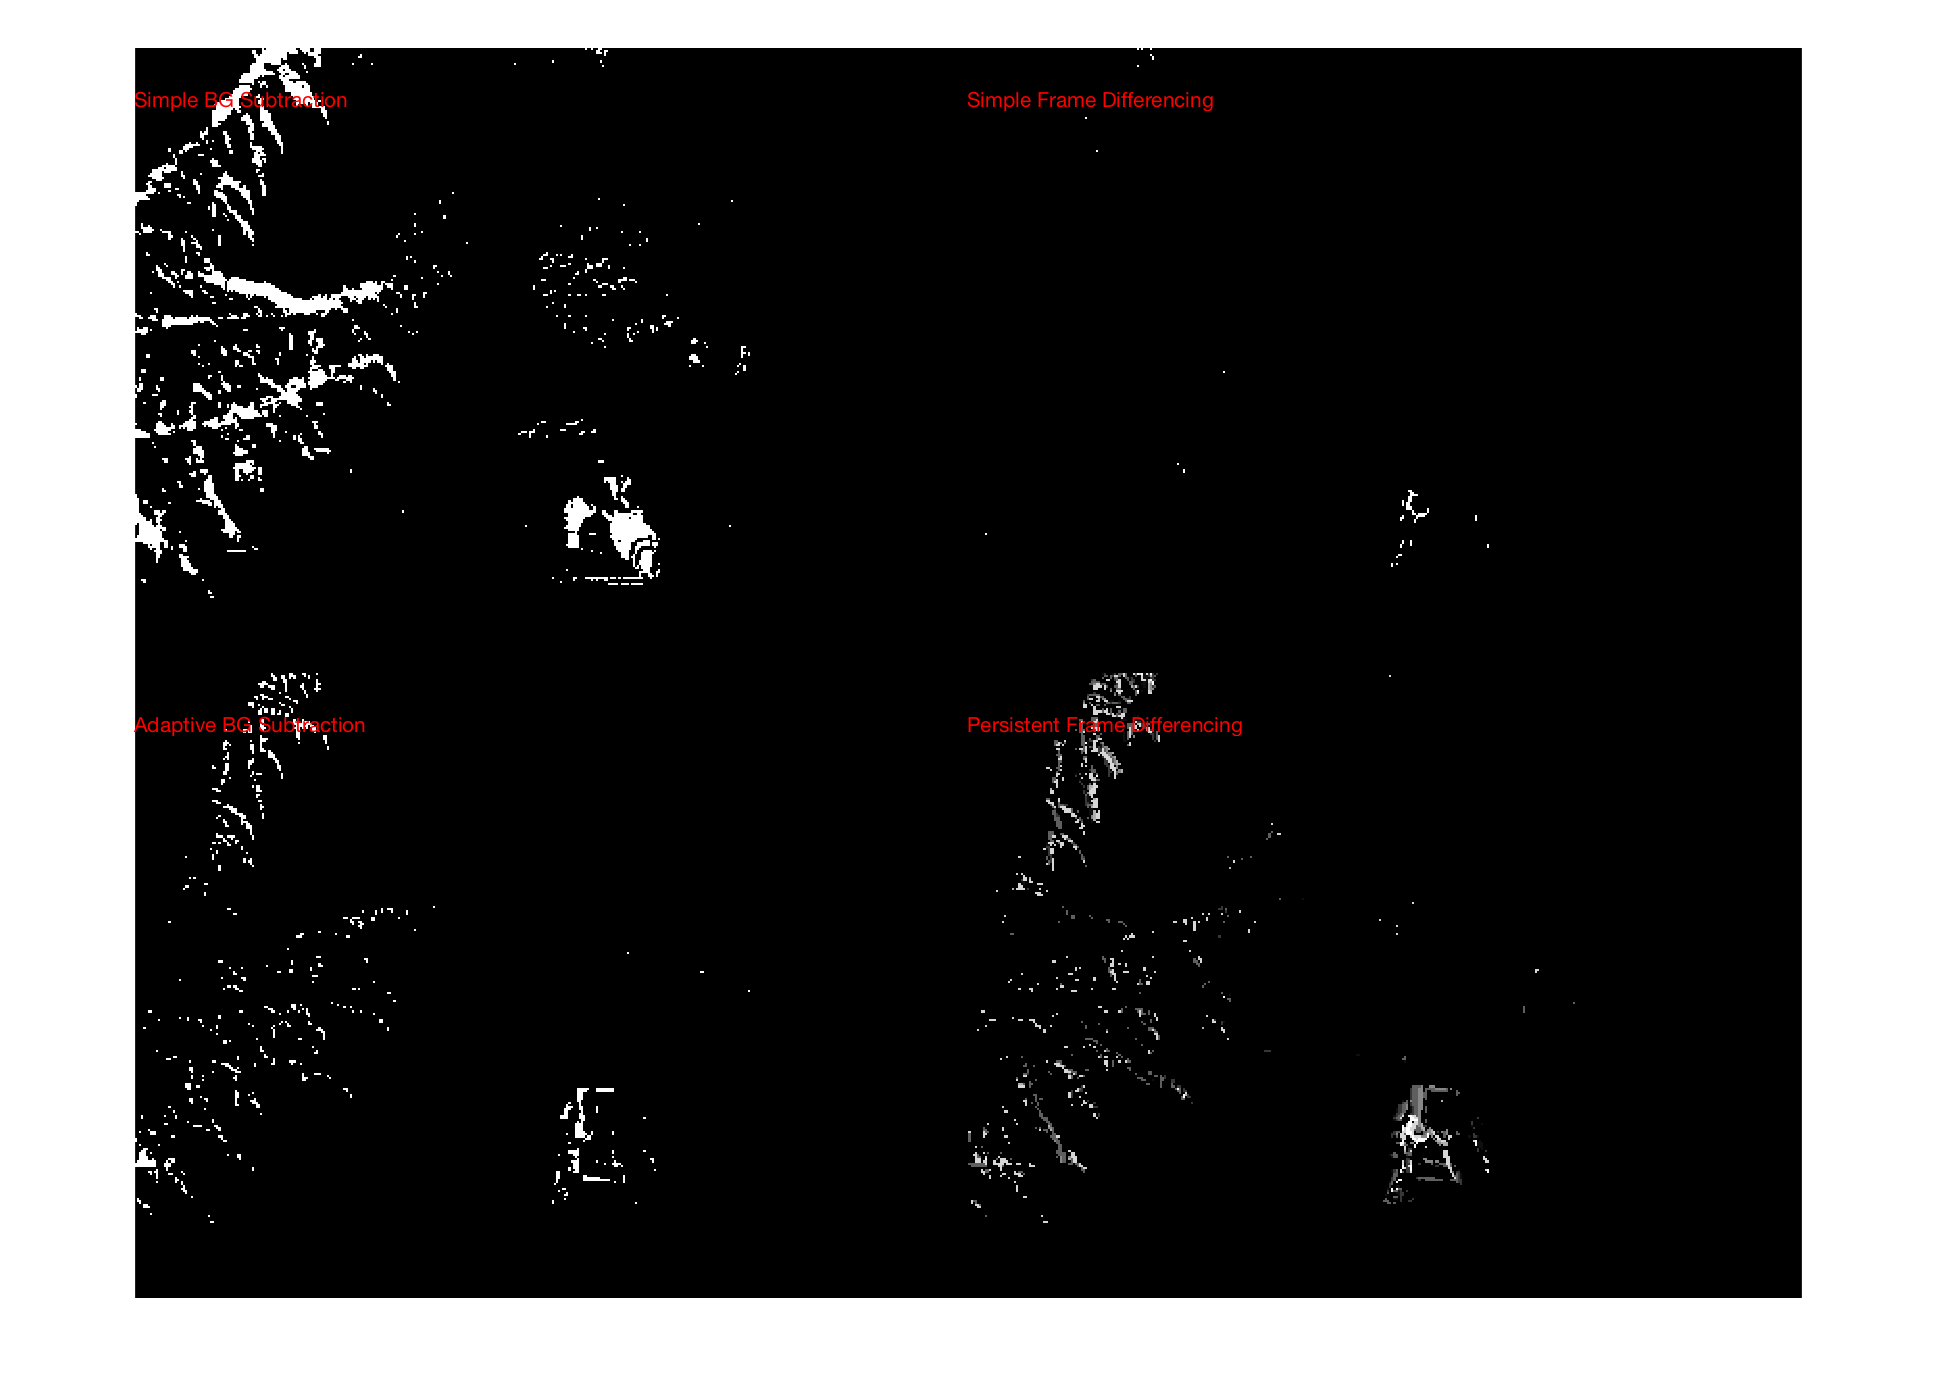 Simple BG Subtraction
Simple Frame Differencing
Adaptive BG Subtraction
Persistent Frame Differencing